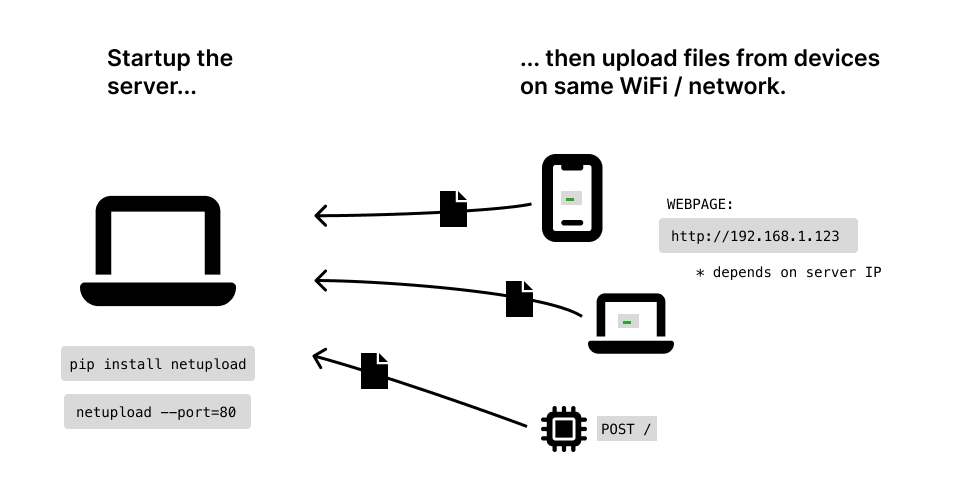 Startup the
server...
... then upload files from devices
on same WiFi / network.
WEBPAGE:
http://192.168.1.123
* depends on server IP
pip install netupload
netupload --port=80
POST /